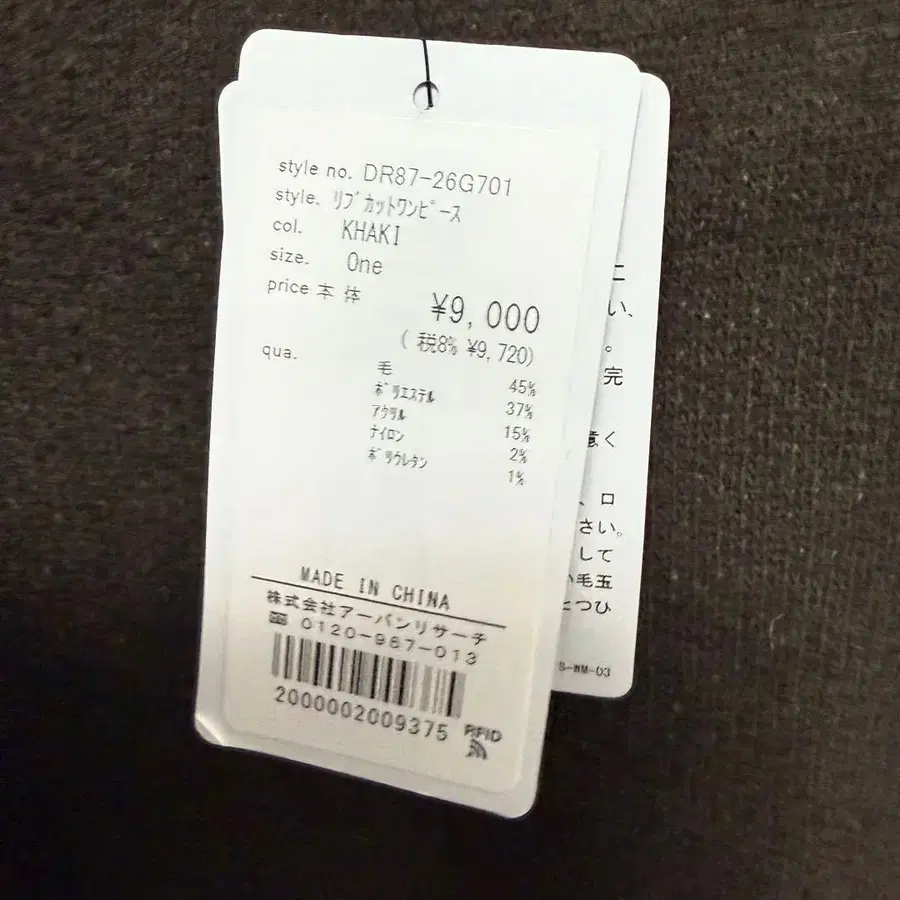 style no. DR87-26G701
style. リブカットワンピース
col. KHAKI
size. One
price 本 体 ¥9,000
( 税8% ¥9,720)
qua.
毛 45%
ポリエステル 37%
アクリル 15%
ナイロン 2%
ポリウレタン 1%
MADE IN CHINA
株式会社アーバンリサーチ
0120-967-013
2000002009375
RFID
い、
。
完
意く
、ロ
さい。
して
い毛玉
とつひ
S-WM-03